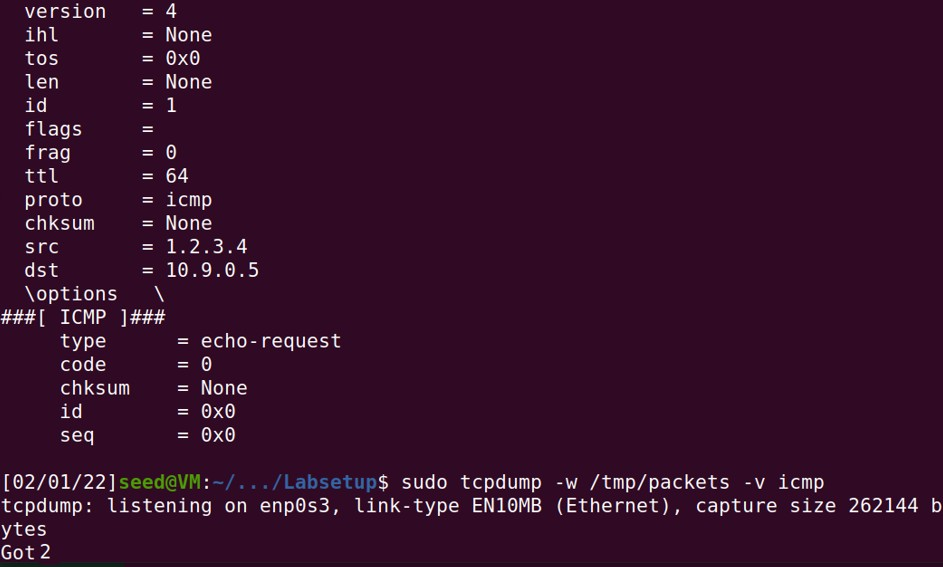 version = 4
ihl = None
tos = 0x0
len = None
id = 1
flags =
frag = 0
ttl = 64
proto = icmp
chksum = None
src = 1.2.3.4
dst = 10.9.0.5
\options \
###[ ICMP ]###
type = echo-request
code = 0
chksum = None
id = 0x0
seq = 0x0
[02/01/22]seed@VM:~/.../Labsetup$ sudo tcpdump -w /tmp/packets -v icmp
tcpdump: listening on enp0s3, link-type EN10MB (Ethernet), capture size 262144 b
ytes
Got 2